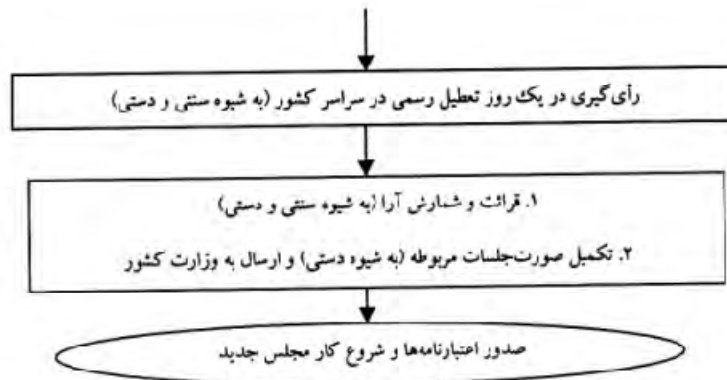 رأی‌گیری در یک روز تعطیل رسمی در سراسر کشور (به شیوه سنتی و دستی)
۱. قرائت و شمارش آرا (به شیوه سنتی و دستی)
۲. تکمیل صورت‌جلسات مربوطه (به شیوه دستی) و ارسال به وزارت کشور
صدور اعتبارنامه‌ها و شروع کار مجلس جدید